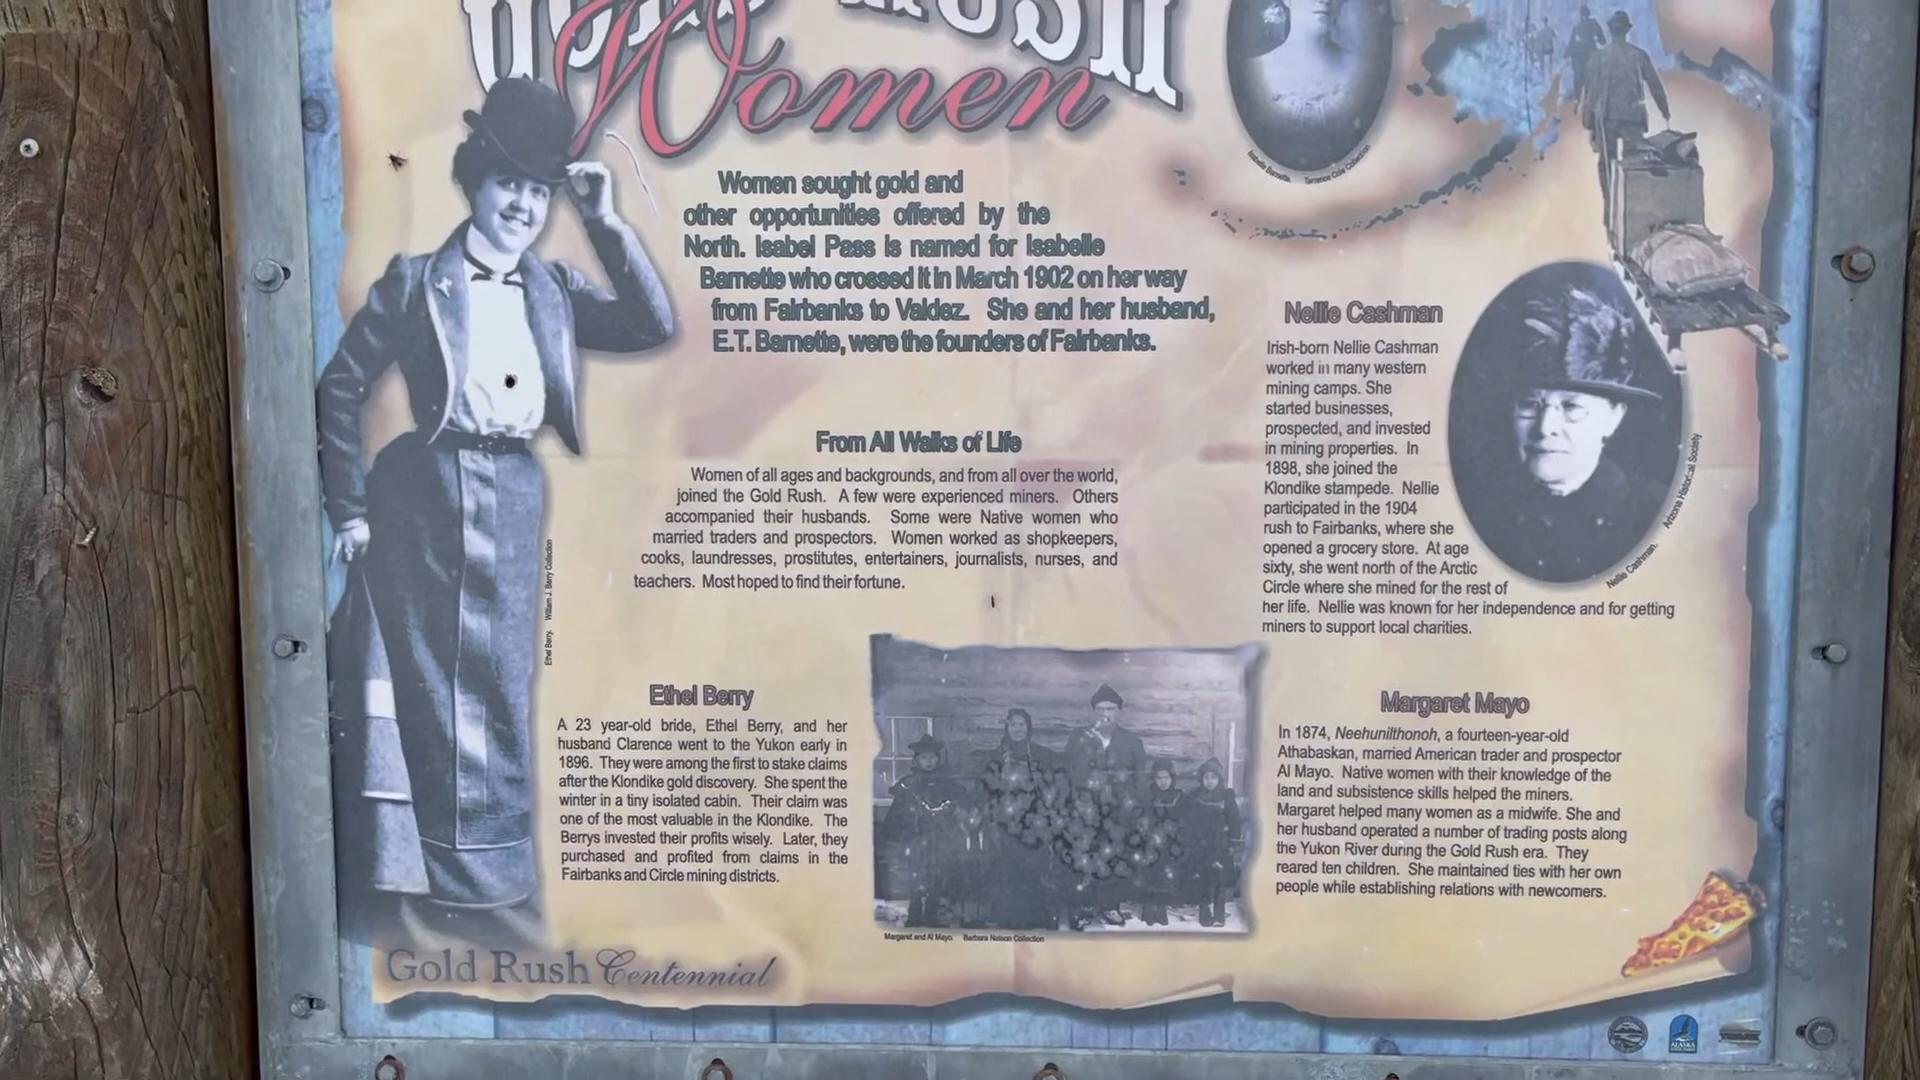 Women
Isabelle Barnette. Terrence Cole Collection
Women sought gold and
other opportunities offered by the
North. Isabel Pass is named for Isabelle
Barnette who crossed it in March 1902 on her way
from Fairbanks to Valdez. She and her husband,
E.T. Barnette, were the founders of Fairbanks.
From All Walks of Life
Women of all ages and backgrounds, and from all over the world,
joined the Gold Rush. A few were experienced miners. Others
accompanied their husbands. Some were Native women who
married traders and prospectors. Women worked as shopkeepers,
cooks, laundresses, prostitutes, entertainers, journalists, nurses, and
teachers. Most hoped to find their fortune.
Nellie Cashman
Irish-born Nellie Cashman
worked in many western
mining camps. She
started businesses,
prospected, and invested
in mining properties. In
1898, she joined the
Klondike stampede. Nellie
participated in the 1904
rush to Fairbanks, where she
opened a grocery store. At age
sixty, she went north of the Arctic
Circle where she mined for the rest of
her life. Nellie was known for her independence and for getting
miners to support local charities.
Nellie Cashman. Arizona Historical Society
Ethel Berry. William J. Berry Collection
Ethel Berry
A 23 year-old bride, Ethel Berry, and her
husband Clarence went to the Yukon early in
1896. They were among the first to stake claims
after the Klondike gold discovery. She spent the
winter in a tiny isolated cabin. Their claim was
one of the most valuable in the Klondike. The
Berrys invested their profits wisely. Later, they
purchased and profited from claims in the
Fairbanks and Circle mining districts.
Margaret and Al Mayo. Barbara Nelson Collection
Margaret Mayo
In 1874, Neehunilthonoh, a fourteen-year-old
Athabaskan, married American trader and prospector
Al Mayo. Native women with their knowledge of the
land and subsistence skills helped the miners.
Margaret helped many women as a midwife. She and
her husband operated a number of trading posts along
the Yukon River during the Gold Rush era. They
reared ten children. She maintained ties with her own
people while establishing relations with newcomers.
Gold Rush Centennial
ALASKA